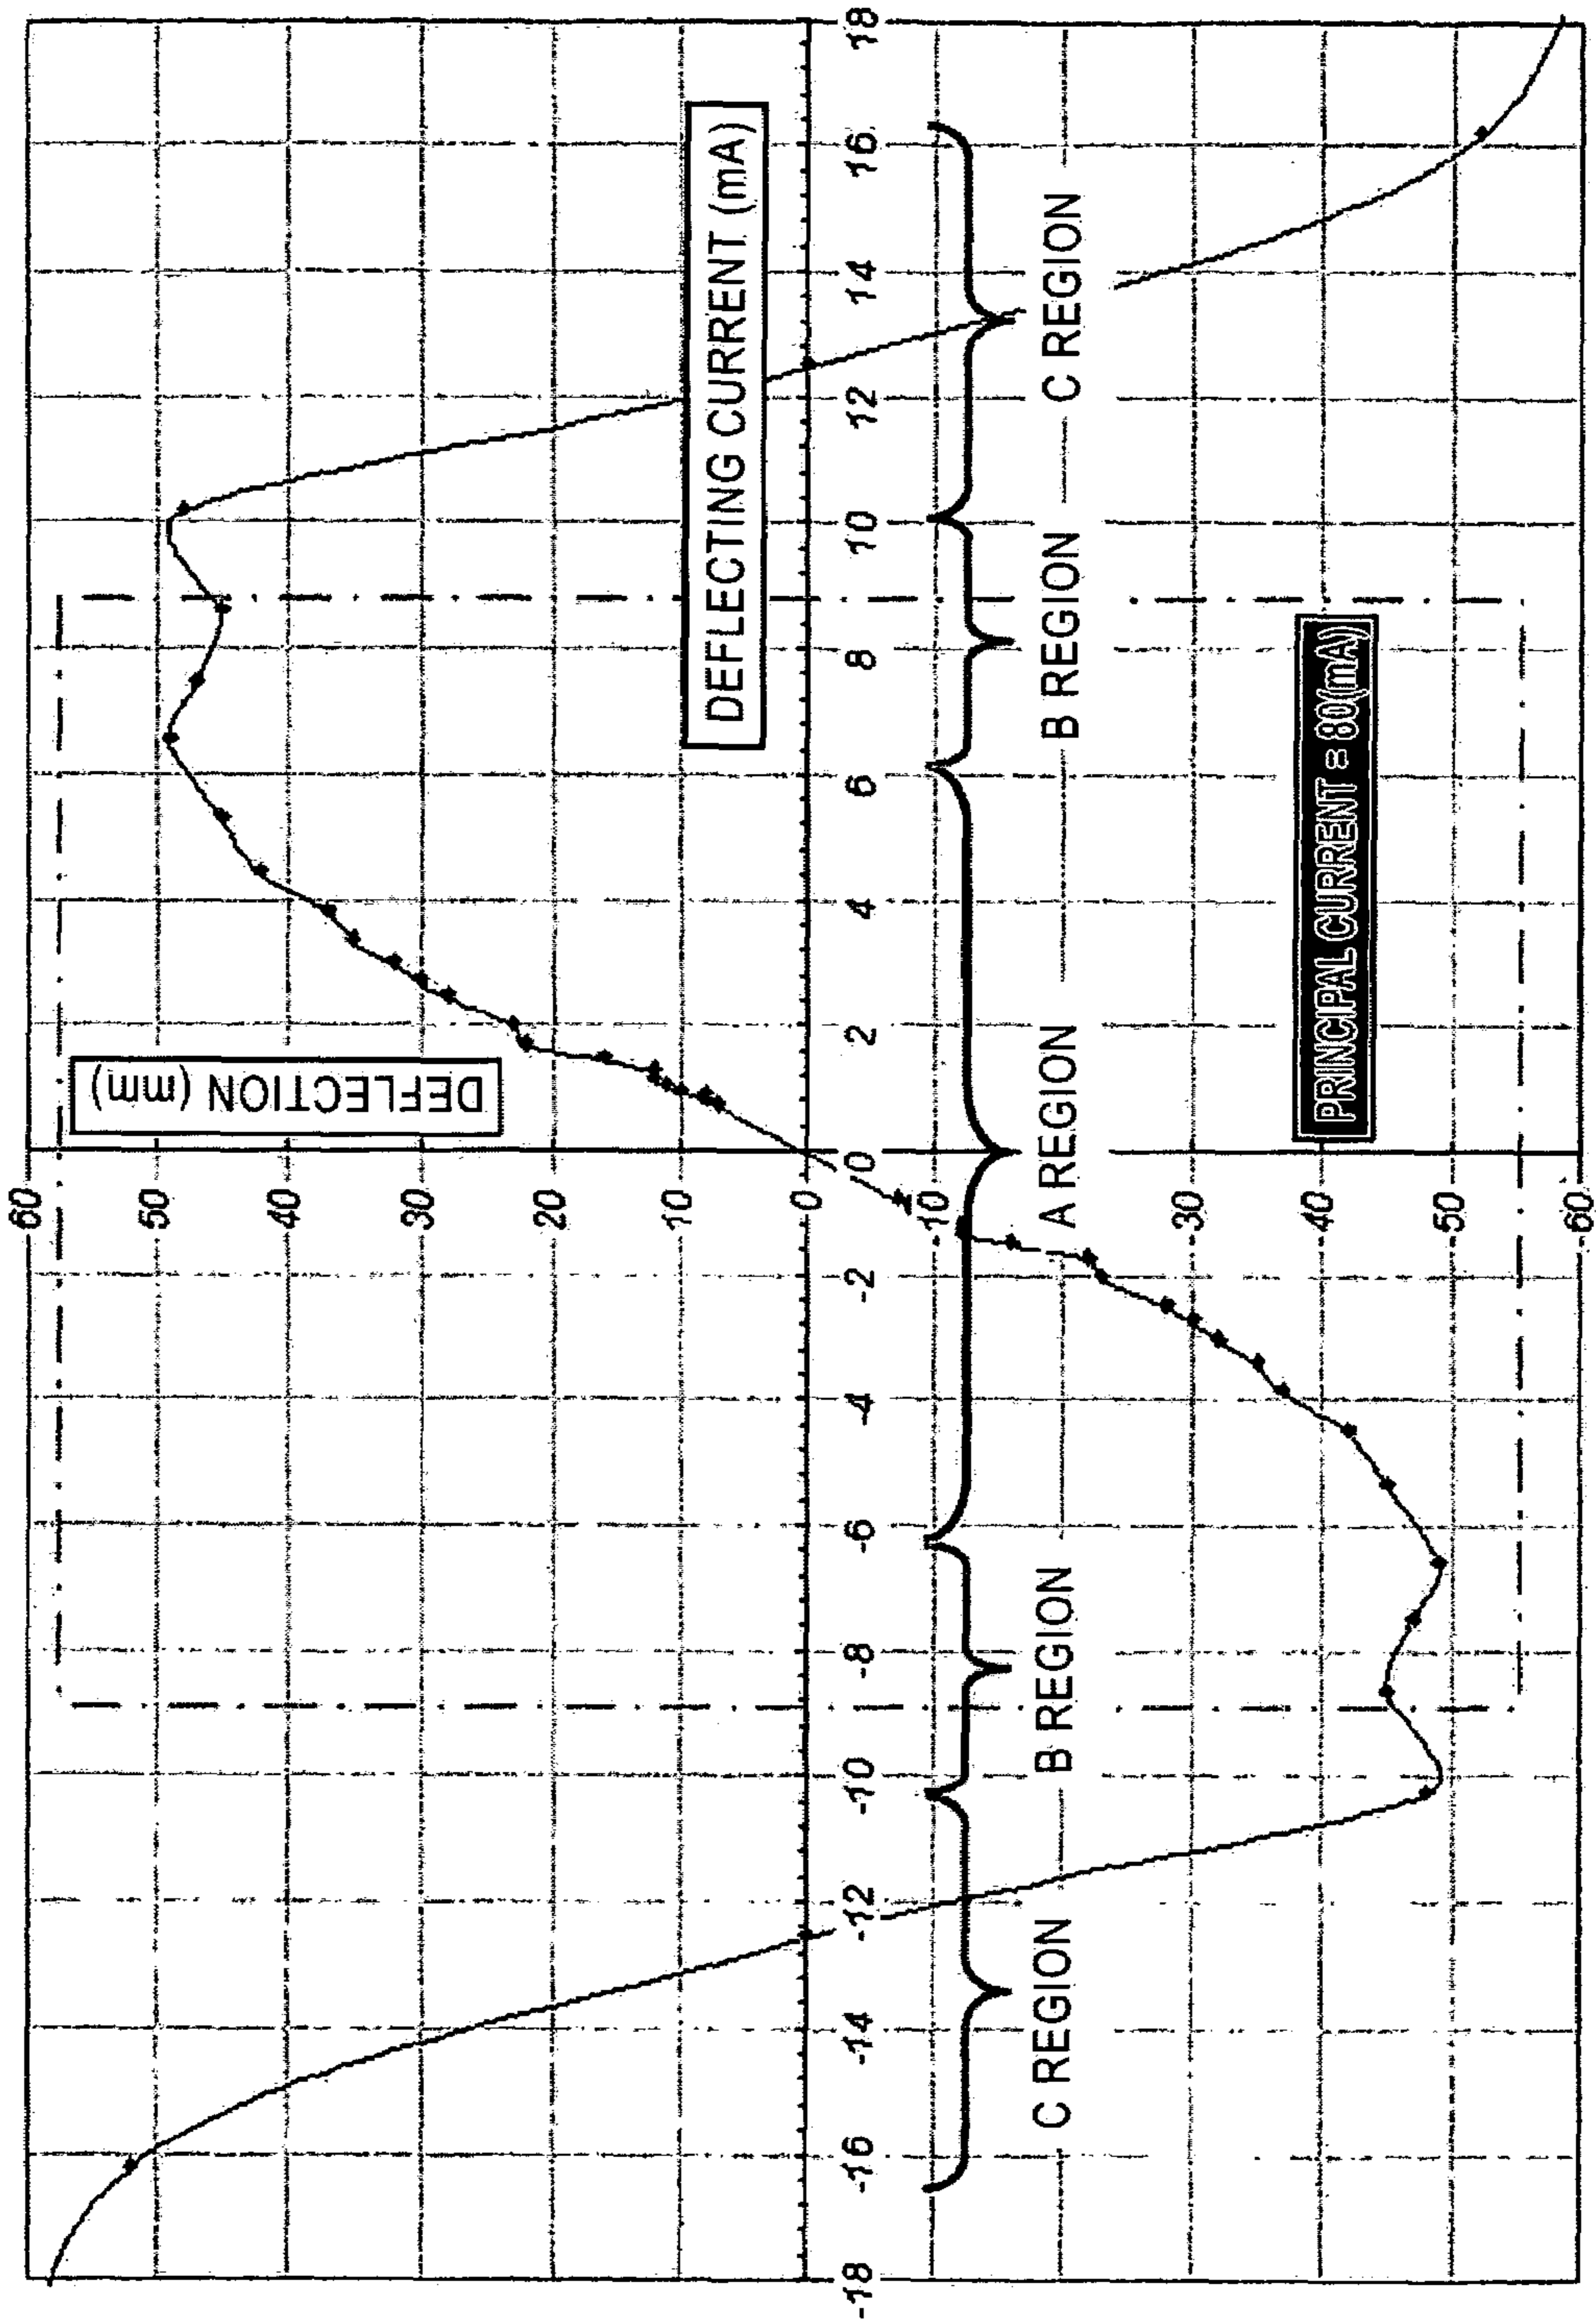 60
50
40
30
20
10
0
-10
-30
-40
-50
-60
DEFLECTION (mm)
DEFLECTING CURRENT (mA)
-18 -16 -14 -12 -10 -8 -6 -4 -2 0 2 4 6 8 10 12 14 16 18
C REGION B REGION A REGION B REGION C REGION
PRINCIPAL CURRENT = 80(mA)